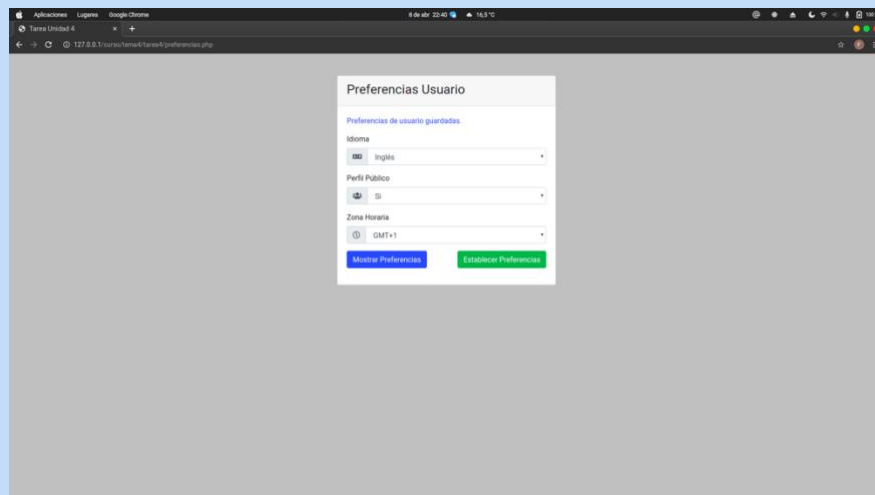 Aplicaciones Lugares Google Chrome 8 de abr 22:40 16,5 °C 100
Tarea Unidad 4
127.0.0.1/curso/tema4/tarea4/preferencias.php
Preferencias Usuario
Preferencias de usuario guardadas.
Idioma
Inglés
Perfil Público
Si
Zona Horaria
GMT+1
Mostrar Preferencias Establecer Preferencias